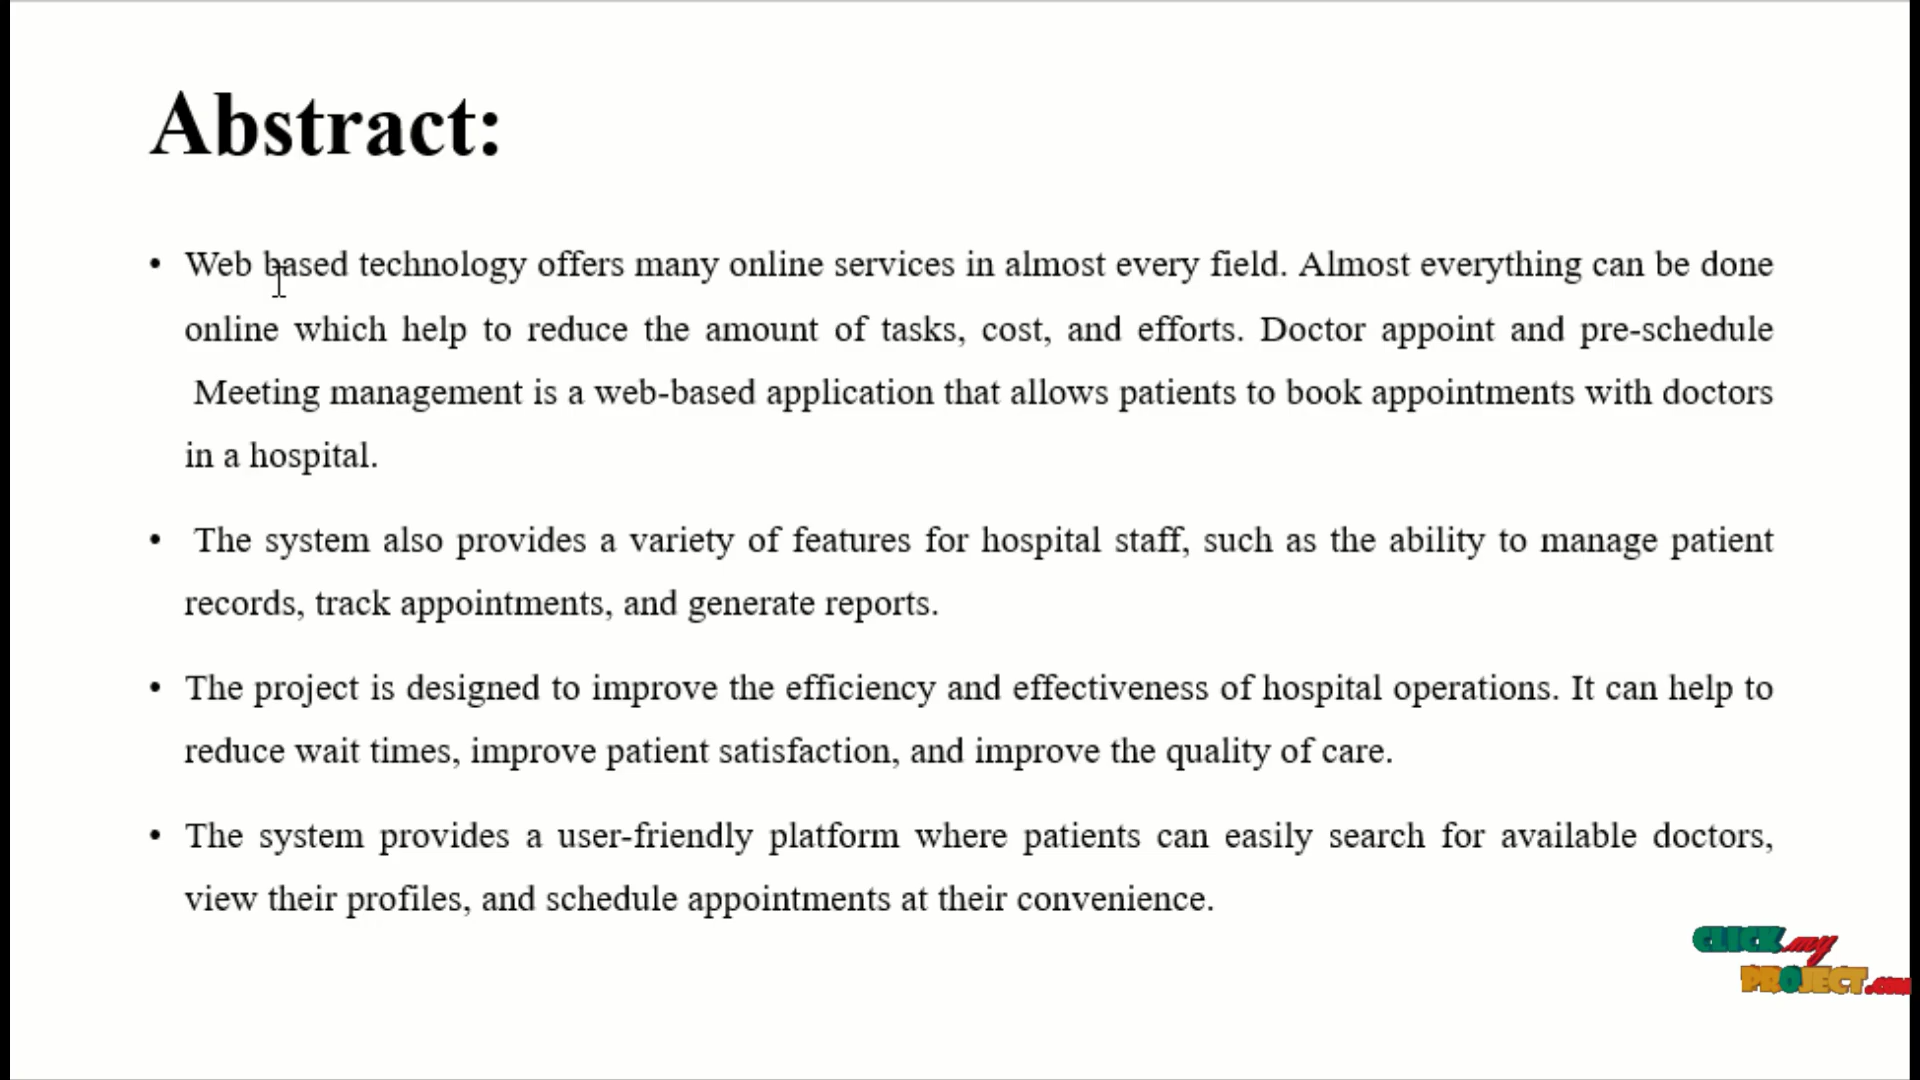 Abstract:
• Web based technology offers many online services in almost every field. Almost everything can be done
online which help to reduce the amount of tasks, cost, and efforts. Doctor appoint and pre-schedule
Meeting management is a web-based application that allows patients to book appointments with doctors
in a hospital.
• The system also provides a variety of features for hospital staff, such as the ability to manage patient
records, track appointments, and generate reports.
• The project is designed to improve the efficiency and effectiveness of hospital operations. It can help to
reduce wait times, improve patient satisfaction, and improve the quality of care.
• The system provides a user-friendly platform where patients can easily search for available doctors,
view their profiles, and schedule appointments at their convenience.
CLICK my
PROJECT.com